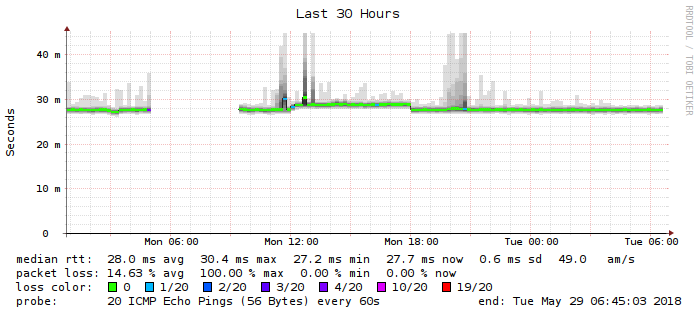 Last 30 Hours
RRDTOOL / TOBI OETIKER
Seconds
40 m
30 m
20 m
10 m
0
Mon 06:00 Mon 12:00 Mon 18:00 Tue 00:00 Tue 06:00
median rtt: 28.0 ms avg 30.4 ms max 27.2 ms min 27.7 ms now 0.6 ms sd 49.0 am/s
packet loss: 14.63 % avg 100.00 % max 0.00 % min 0.00 % now
loss color: 0 1/20 2/20 3/20 4/20 10/20 19/20
probe: 20 ICMP Echo Pings (56 Bytes) every 60s end: Tue May 29 06:45:03 2018